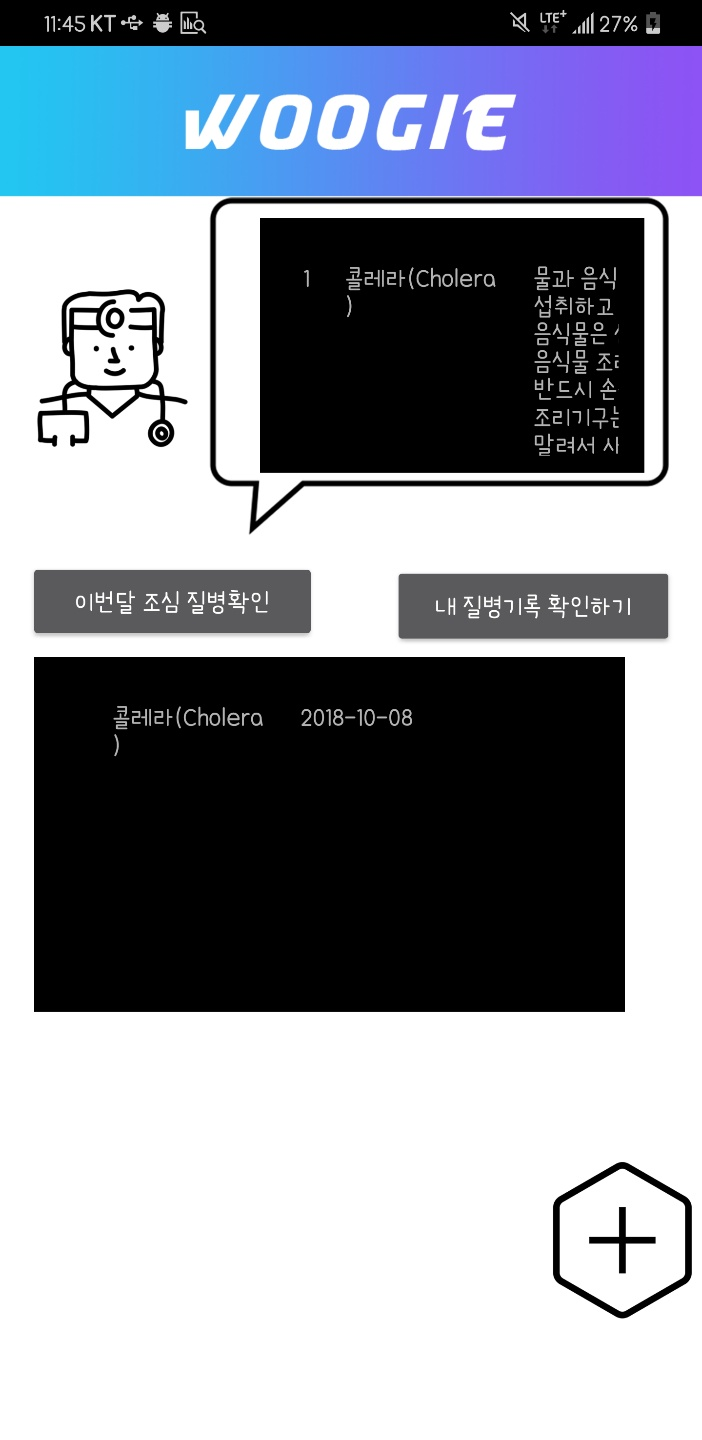 11:45 KT LTE+ 27%
WOOGIE
1 콜레라(Cholera
)
물과 음식
섭취하고
음식물은
음식물
반드시 손
조리기구
말려서 사
이번달 조심 질병확인
내 질병기록 확인하기
콜레라(Cholera 2018-10-08
)